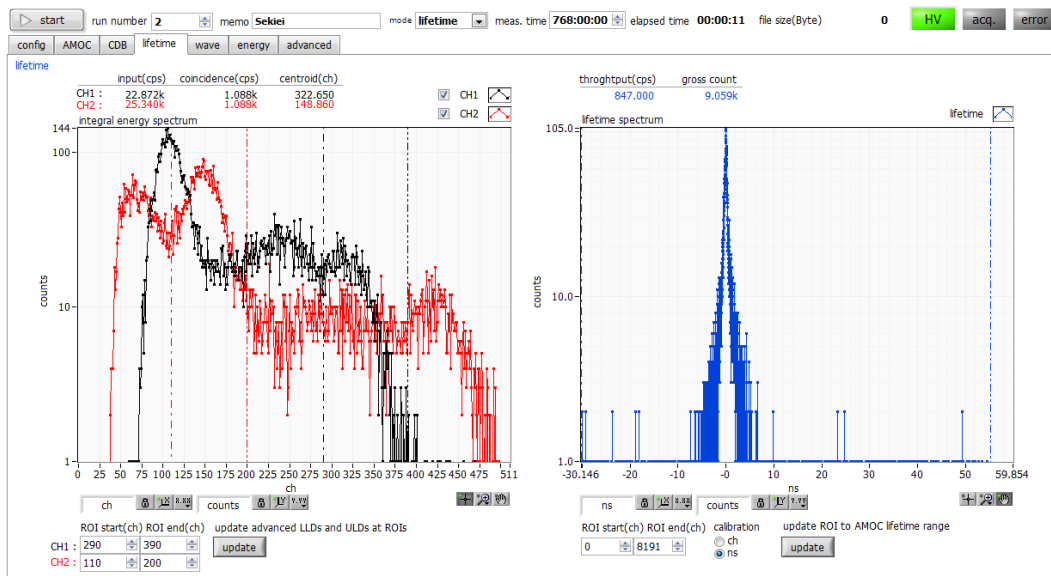 start run number 2 memo Sekiei mode lifetime meas. time 768:00:00 elapsed time 00:00:11 file size(Byte) 0 HV acq. error
config AMOC CDB lifetime wave energy advanced
lifetime
input(cps) coincidence(cps) centroid(ch)
CH1 : 22.872k 1.088k 322.650
CH2 : 25.340k 1.088k 148.860
CH1
CH2
integral energy spectrum
144
100
10
1
counts
0 25 50 75 100 125 150 175 200 225 250 275 300 325 350 375 400 425 450 475 511
ch
ch X.XX counts Y.YY
ROI start(ch) ROI end(ch) update advanced LLDs and ULDs at ROIs
CH1 : 290 390 update
CH2 : 110 200
throghtput(cps) gross count
847.000 9.059k
lifetime
lifetime spectrum
105.0
10.0
1.0
counts
-30.146 -20 -10 -0 10 20 30 40 50 59.854
ns
ns X.XX counts Y.YY
ROI start(ch) ROI end(ch) calibration update ROI to AMOC lifetime range
0 8191 ch
ns
update